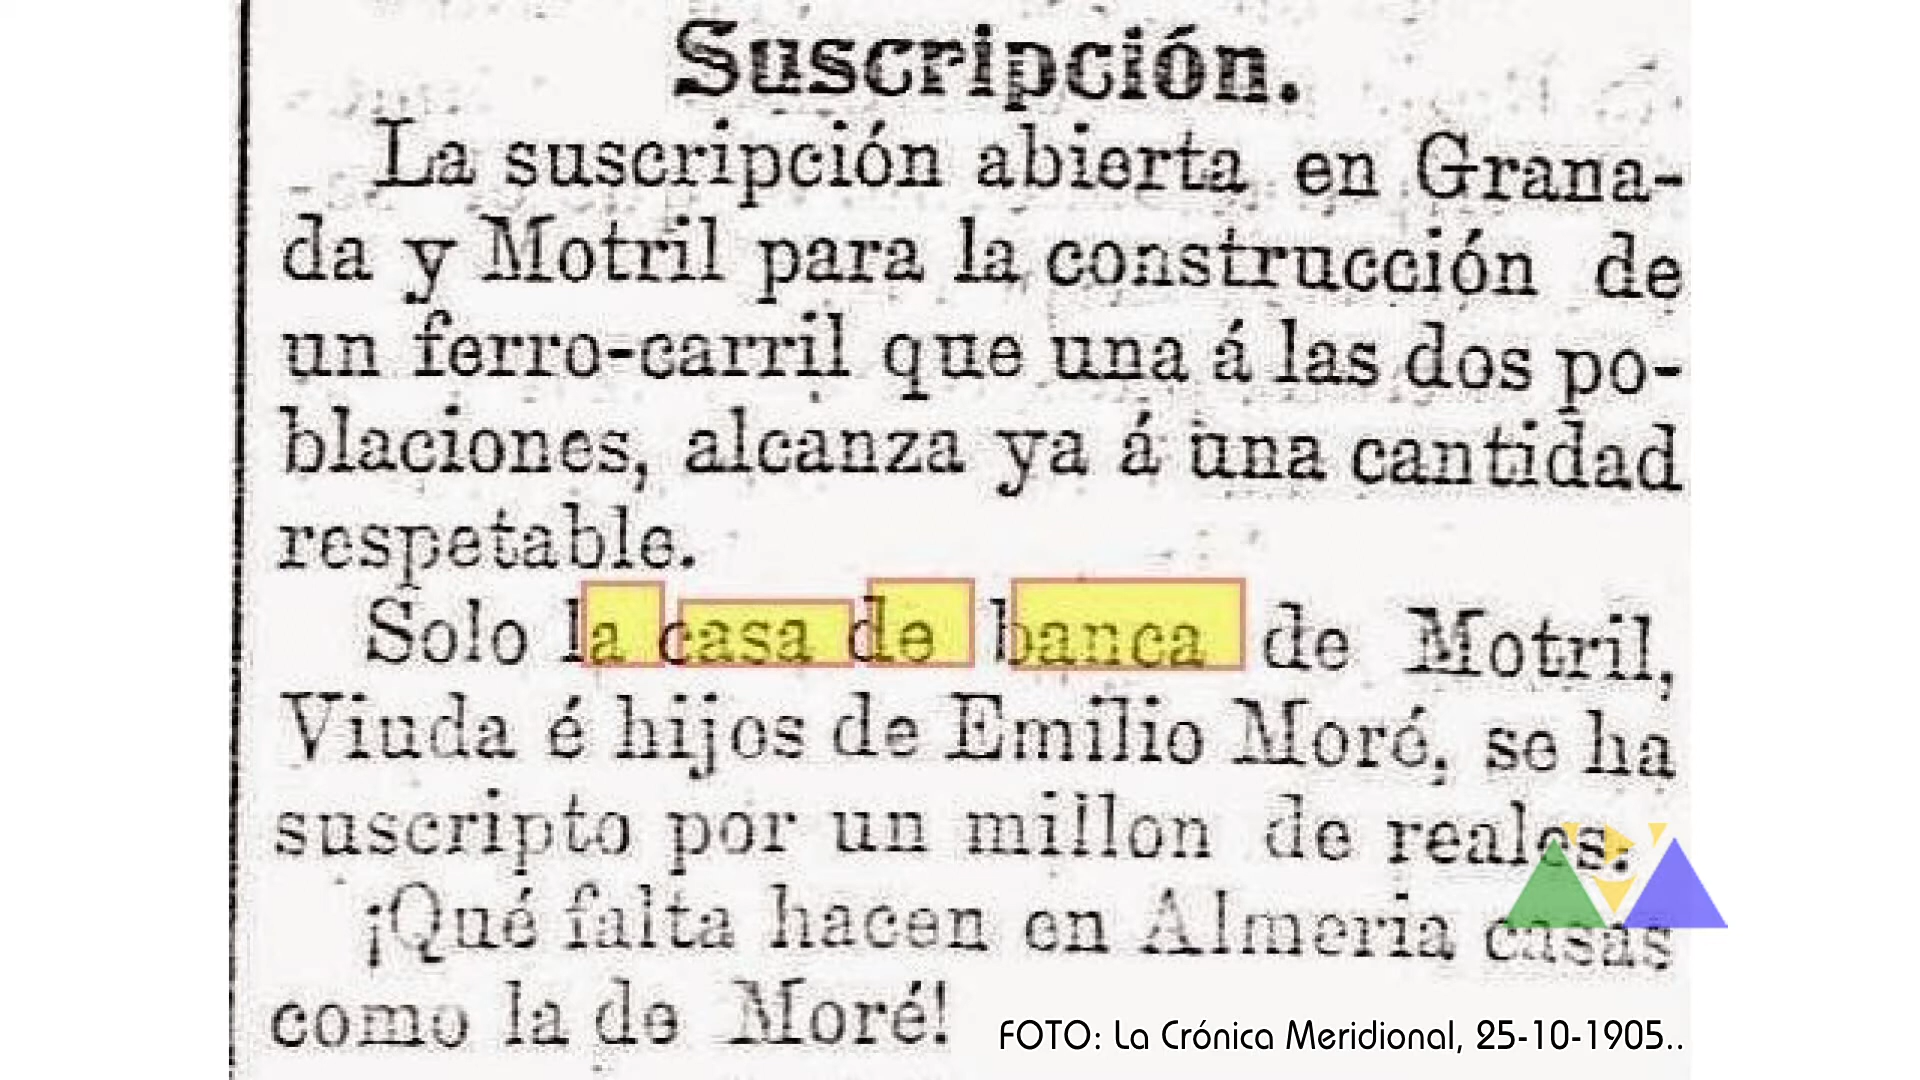 Suscripción.
La suscripción abierta en Grana-
da y Motril para la construcción de
un ferro-carril que una á las dos po-
blaciones, alcanza ya á una cantidad
respetable.
Solo la casa de banca de Motril,
Viuda é hijos de Emilio Moré, se ha
suscripto por un millon de reales.
¡Qué falta hacen en Almeria casas
como la de Moré!
FOTO: La Crónica Meridional, 25-10-1905..